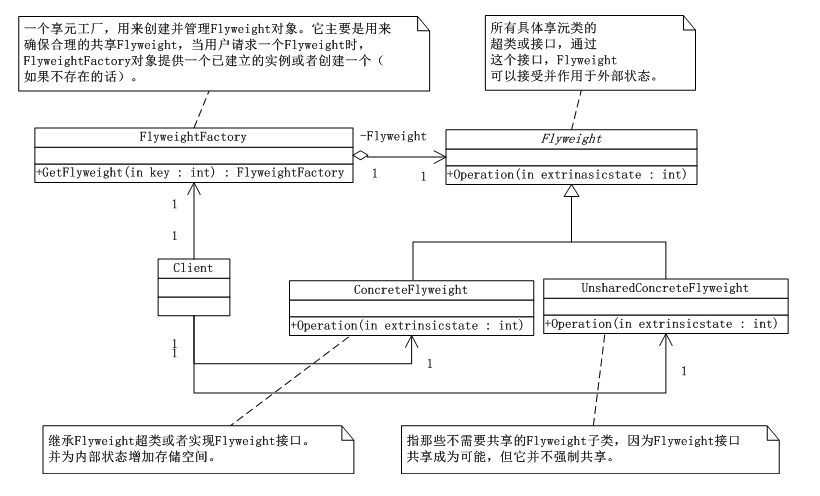 一个享元工厂，用来创建并管理Flyweight对象。它主要是用来
确保合理的共享Flyweight，当用户请求一个Flyweight时，
FlyweightFactory对象提供一个已建立的实例或者创建一个（
如果不存在的话）。
所有具体享沅类的
超类或接口，通过
这个接口，Flyweight
可以接受并作用于外部状态。
FlyweightFactory
+GetFlyweight(in key : int) : FlyweightFactory
-Flyweight
1
1
Flyweight
+Operation(in extrinasicstate : int)
1
1
Client
ConcreteFlyweight
+Operation(in extrinsicstate : int)
UnsharedConcreteFlyweight
+Operation(in extrinsicstate : int)
1
1
1
1
继承Flyweight超类或者实现Flyweight接口。
并为内部状态增加存储空间。
指那些不需要共享的Flyweight子类，因为Flyweight接口
共享成为可能，但它并不强制共享。